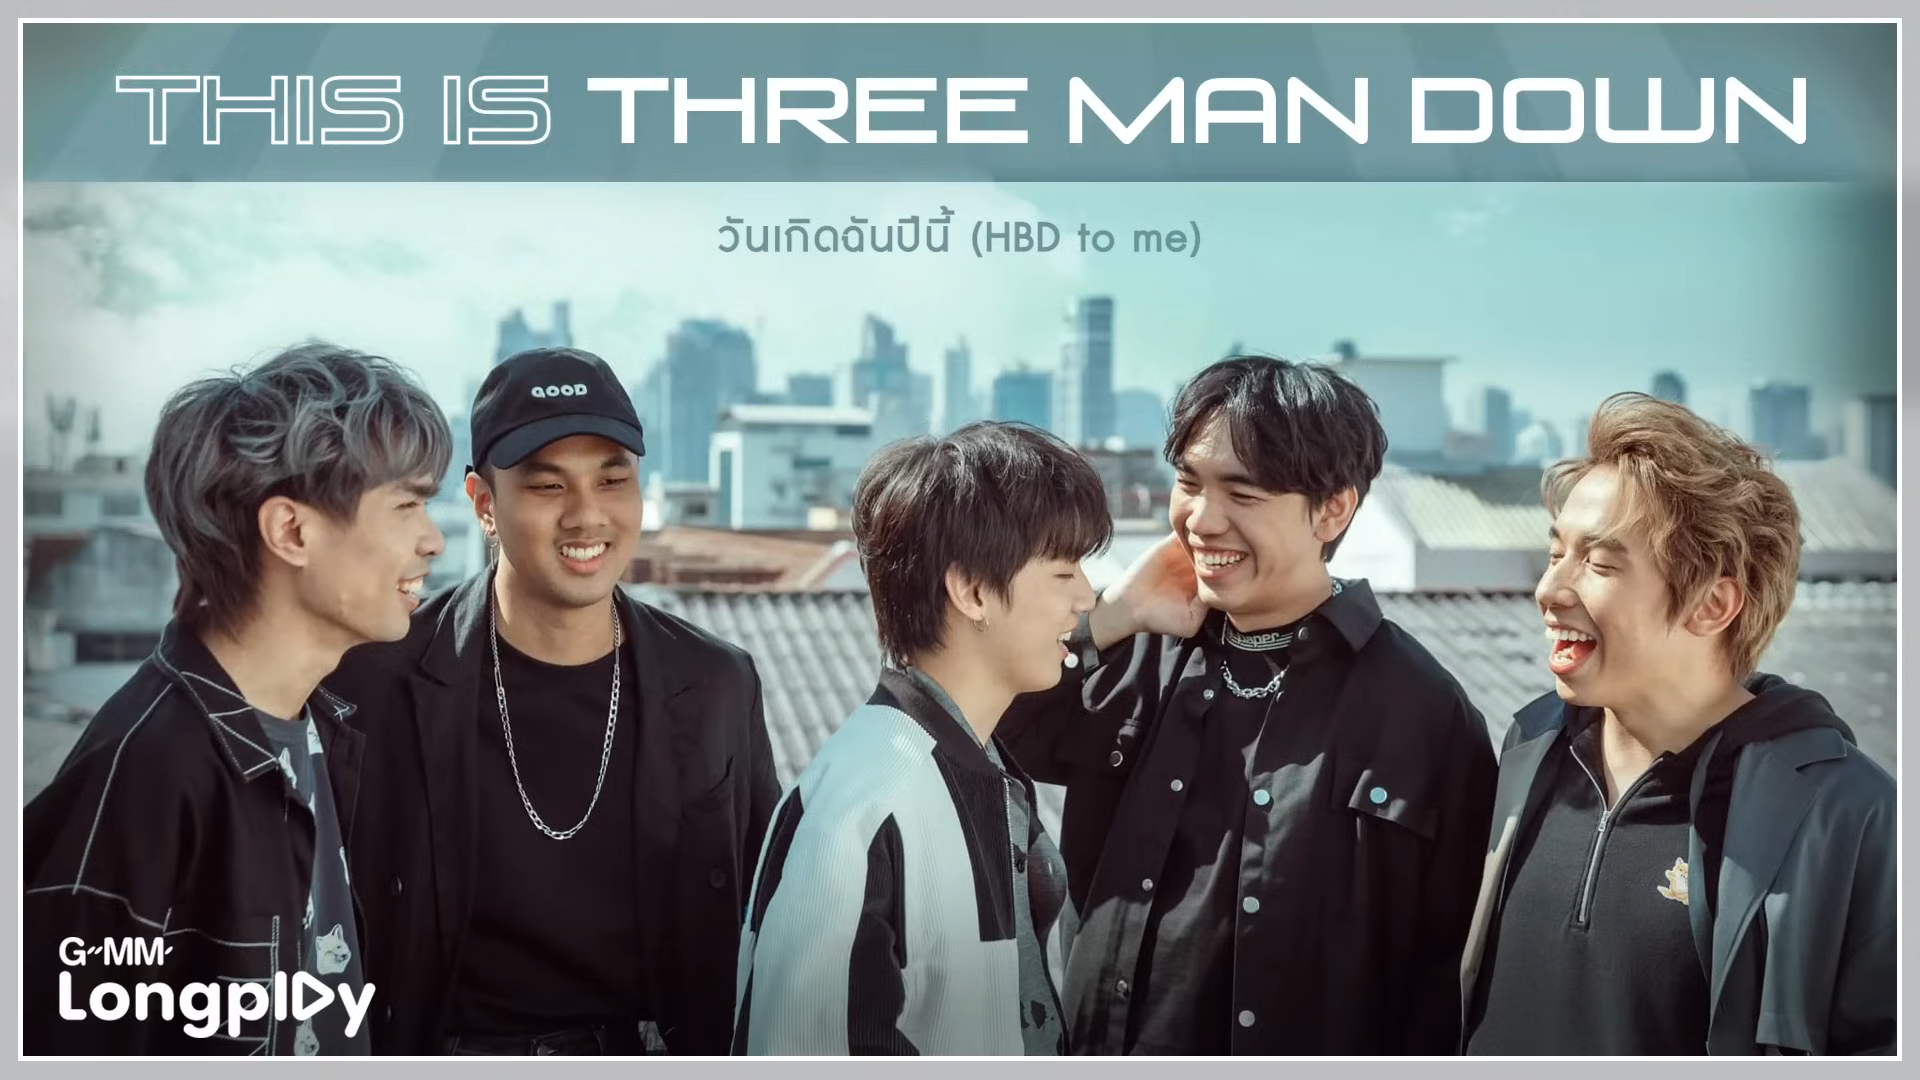 THIS IS THREE MAN DOWN
วันเกิดฉันปีนี้ (HBD to me)
GOOD
paper
G"MM'
Longplay